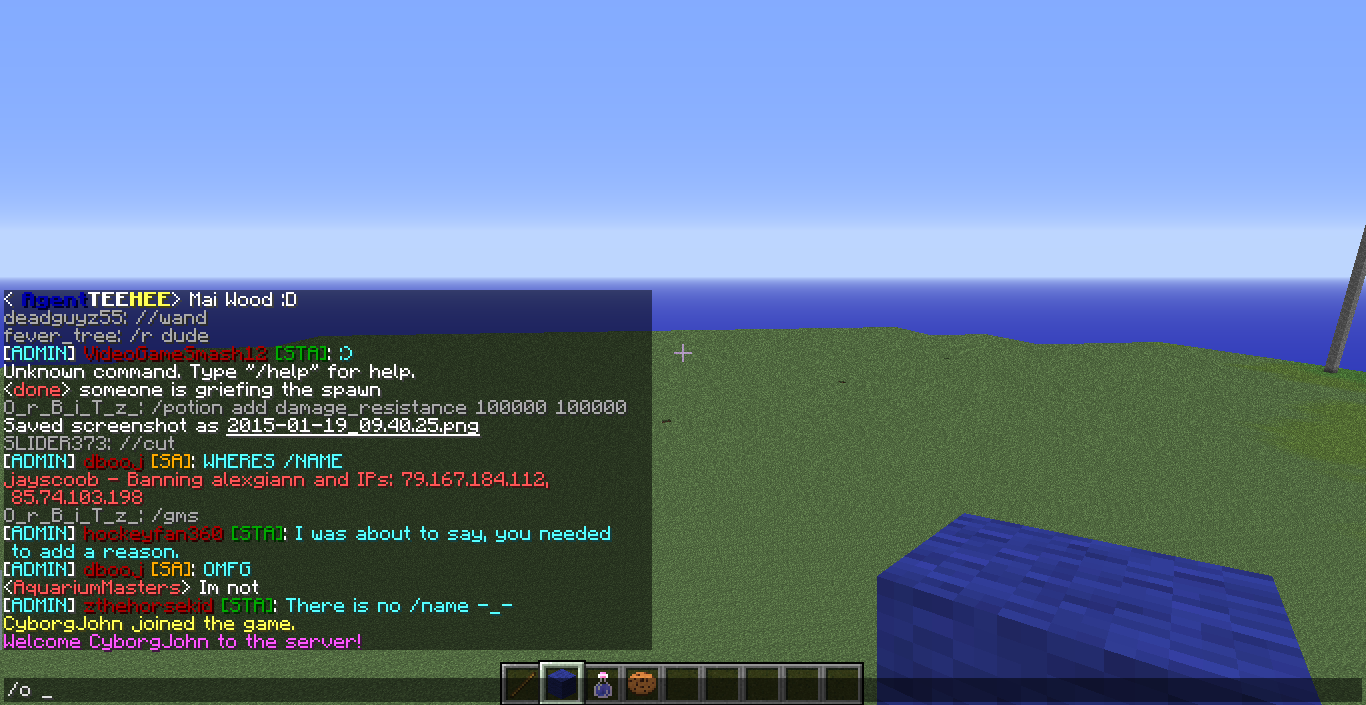 < AgentTEEHEE> Mai Wood :D
deadguyz55: //wand
fever_tree: /r dude
[ADMIN] VideoGameSmash12 [STA]: :)
Unknown command. Type "/help" for help.
<done> someone is griefing the spawn
O_r_B_i_T_z_: /potion add damage_resistance 100000 100000
Saved screenshot as 2015-01-19_09.40.25.png
SLIDER373: //cut
[ADMIN] dbooj [SA]: WHERES /NAME
jayscoob - Banning alexgiann and IPs: 79.167.184.112,
85.74.103.198
O_r_B_i_T_z_: /gms
[ADMIN] hockeyfan360 [STA]: I was about to say, you needed
to add a reason.
[ADMIN] dbooj [SA]: OMFG
<AquariumMasters> Im not
[ADMIN] zthehorsekid [STA]: There is no /name -_-
CyborgJohn joined the game.
Welcome CyborgJohn to the server!
/o _